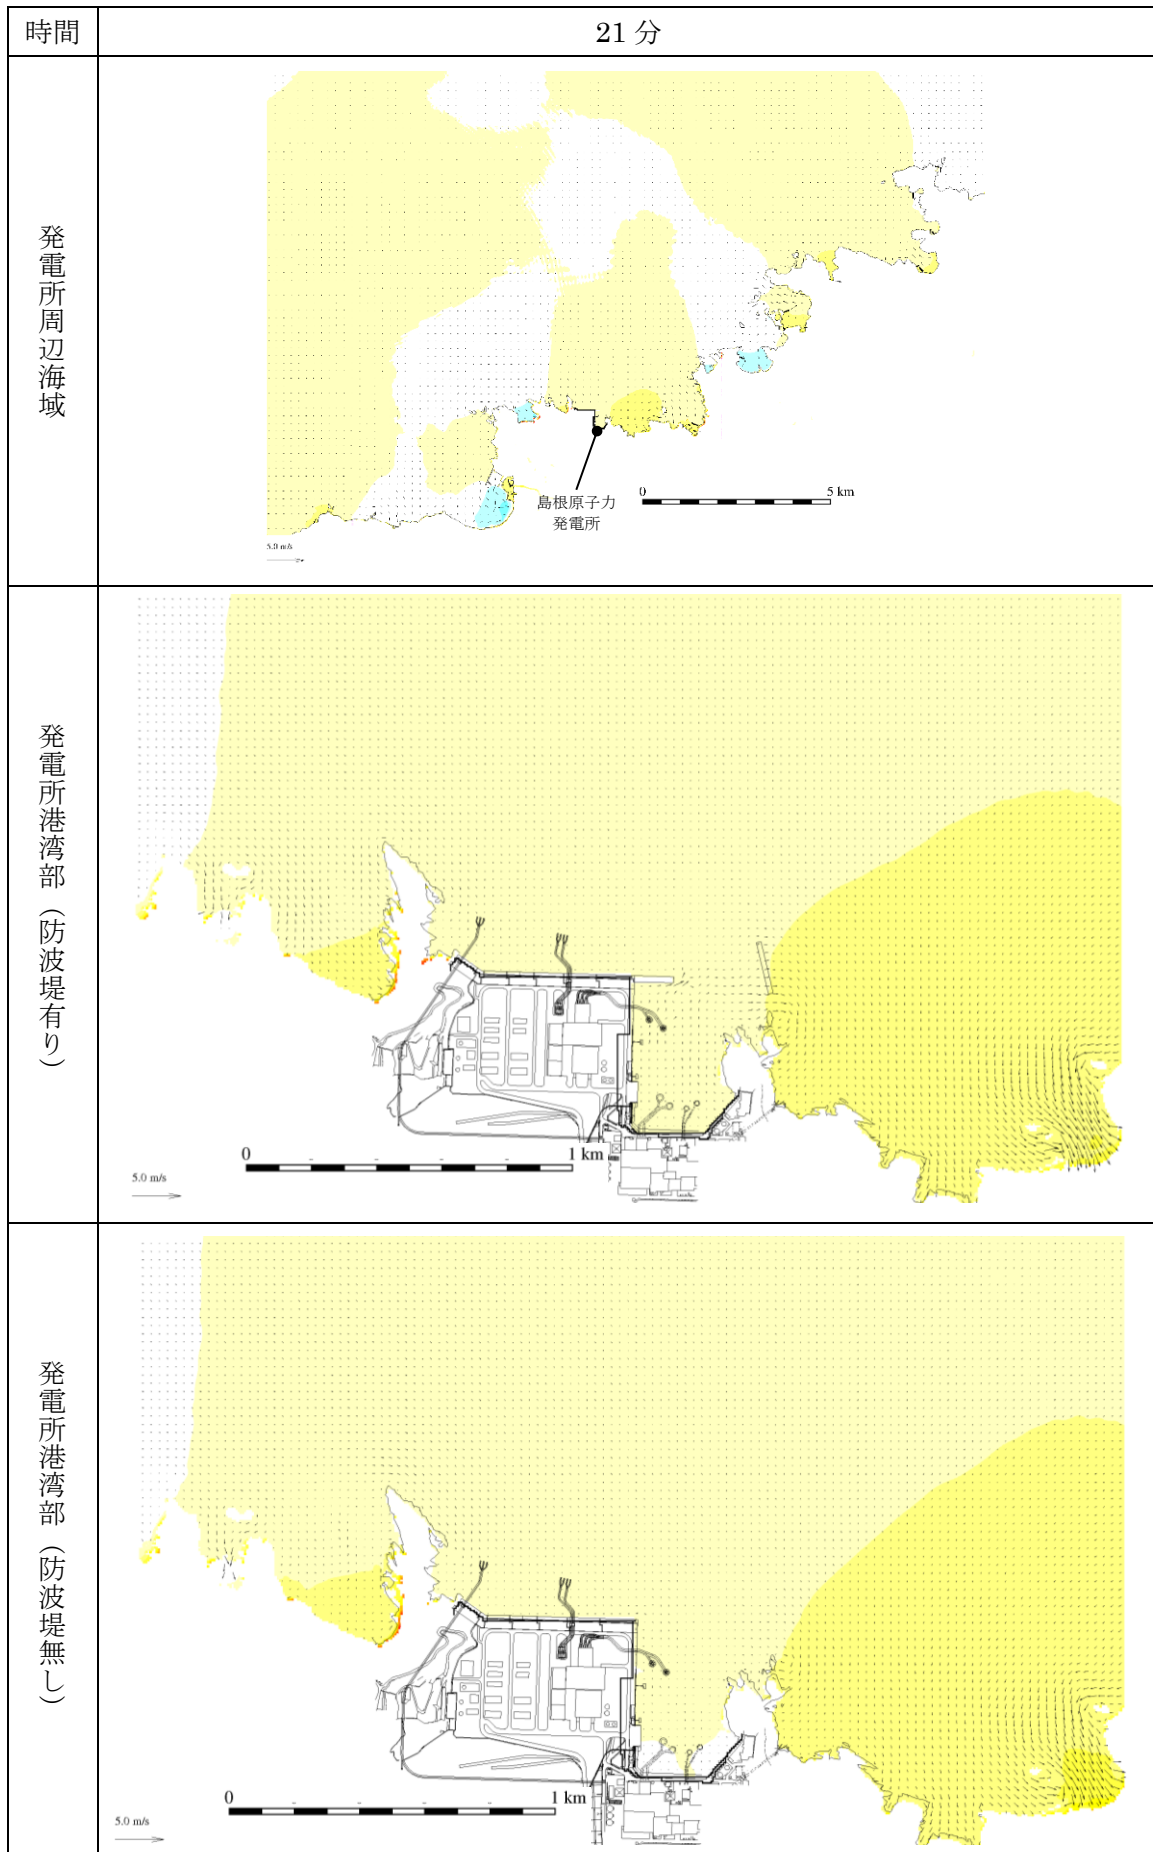 時間
21 分
発電所周辺海域
島根原子力
発電所
0
5 km
5.0 m/s
発電所港湾部（防波堤有り）
0
1 km
5.0 m/s
発電所港湾部（防波堤無し）
0
1 km
5.0 m/s